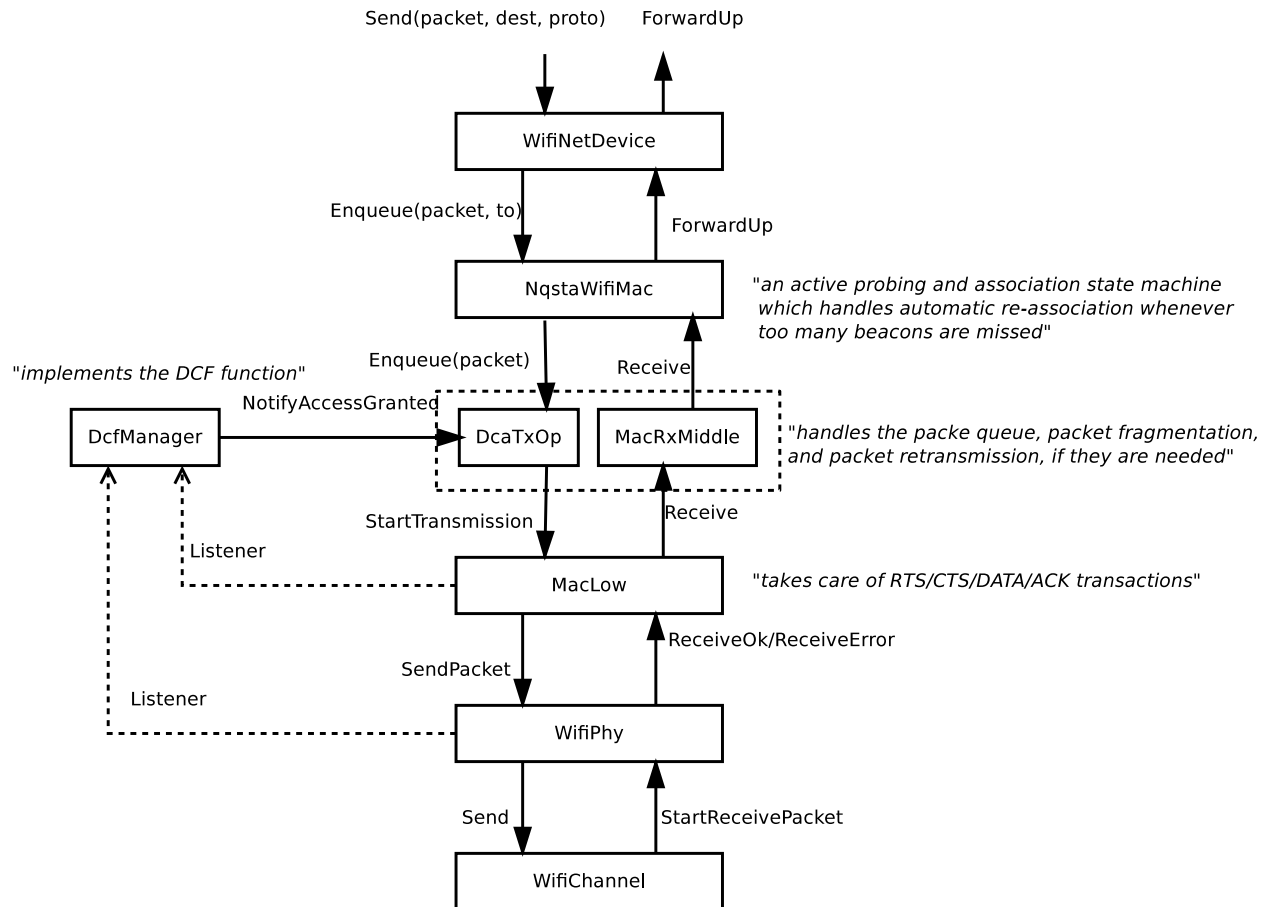 Send(packet, dest, proto)
ForwardUp
WifiNetDevice
Enqueue(packet, to)
ForwardUp
NqstaWifiMac
"an active probing and association state machine
which handles automatic re-association whenever
too many beacons are missed"
Enqueue(packet)
Receive
"implements the DCF function"
NotifyAccessGranted
DcfManager
DcaTxOp
MacRxMiddle
"handles the packe queue, packet fragmentation,
and packet retransmission, if they are needed"
StartTransmission
Receive
Listener
MacLow
"takes care of RTS/CTS/DATA/ACK transactions"
ReceiveOk/ReceiveError
SendPacket
Listener
WifiPhy
Send
StartReceivePacket
WifiChannel